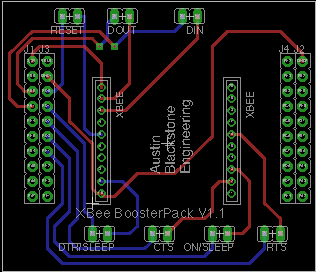 RESET DOUT DIN
J1 J3 J4 J2
XBEE XBEE
Austin
Blackstone
Engineering
XBee BoosterPack V1.1
DTR/SLEEP CTS ON/SLEEP RTS